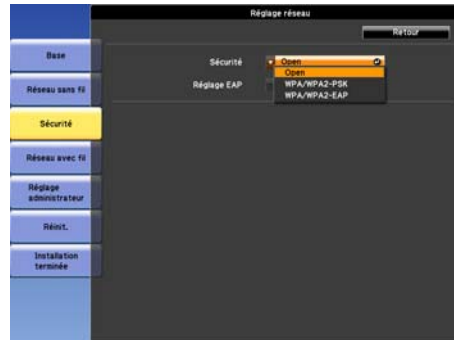 Réglage réseau
Retour
Base
Réseau sans fil
Sécurité
Réseau avec fil
Réglage
administrateur
Réinit.
Installation
terminée
Sécurité
Open
Open
WPA/WPA2-PSK
WPA/WPA2-EAP
Réglage EAP